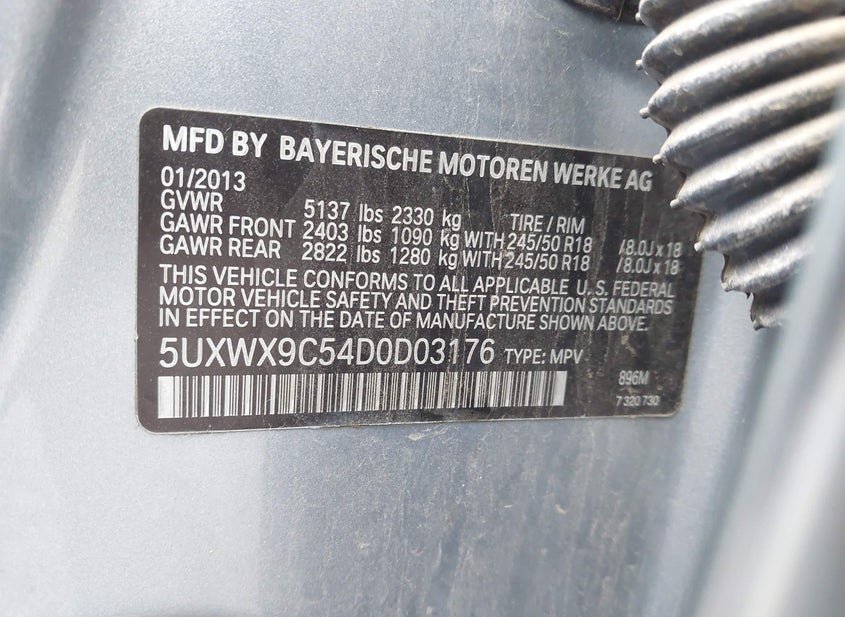 MFD BY BAYERISCHE MOTOREN WERKE AG
01/2013
GVWR 5137 lbs 2330 kg TIRE / RIM
GAWR FRONT 2403 lbs 1090 kg WITH 245/50 R18 /8.0J x 18
GAWR REAR 2822 lbs 1280 kg WITH 245/50 R18 /8.0J x 18
THIS VEHICLE CONFORMS TO ALL APPLICABLE U.S. FEDERAL
MOTOR VEHICLE SAFETY AND THEFT PREVENTION STANDARDS
IN EFFECT ON THE DATE OF MANUFACTURE SHOWN ABOVE.
5UXWX9C54D0D03176 TYPE: MPV
896M
7 320 730